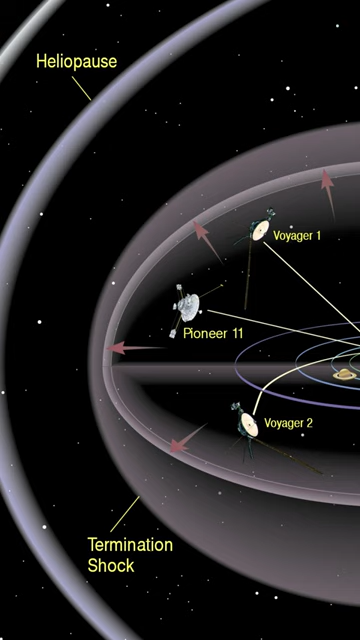 Heliopause
Voyager 1
Pioneer 11
Voyager 2
Termination
Shock